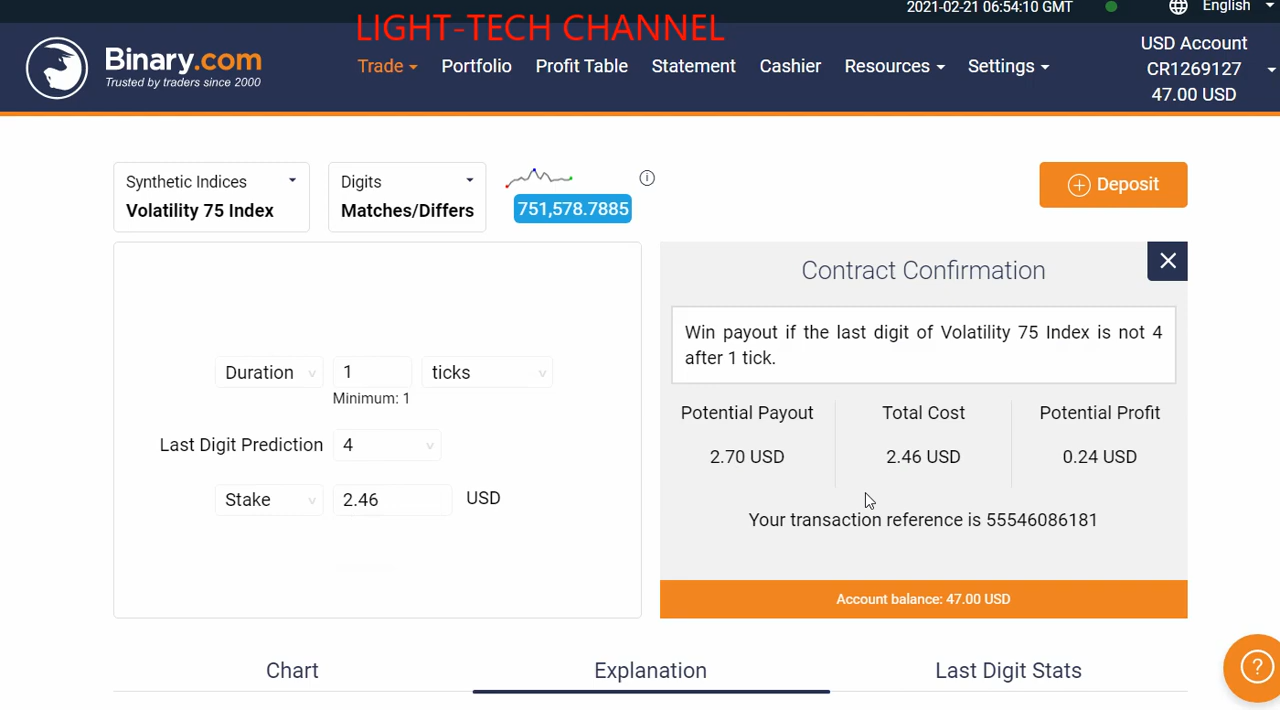 2021-02-21 06:54:10 GMT English
LIGHT-TECH CHANNEL
Binary.com
Trusted by traders since 2000
Trade Portfolio Profit Table Statement Cashier Resources Settings
USD Account
CR1269127
47.00 USD
Synthetic Indices
Volatility 75 Index
Digits
Matches/Differs
751,578.7885
Deposit
Duration 1 ticks
Minimum: 1
Last Digit Prediction 4
Stake 2.46 USD
Contract Confirmation
Win payout if the last digit of Volatility 75 Index is not 4
after 1 tick.
Potential Payout Total Cost Potential Profit
2.70 USD 2.46 USD 0.24 USD
Your transaction reference is 55546086181
Account balance: 47.00 USD
Chart Explanation Last Digit Stats